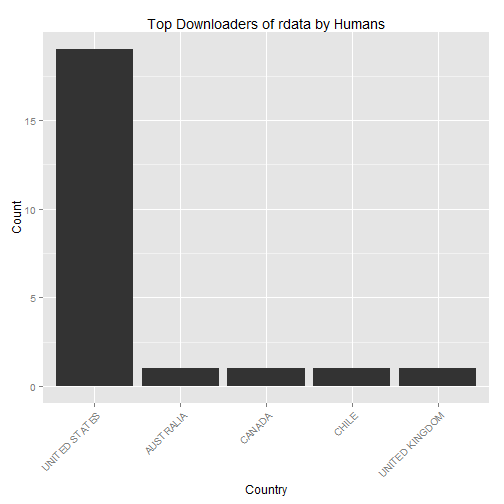 Top Downloaders of rdata by Humans
Count
15
10
5
0
UNITED STATES
AUSTRALIA
CANADA
CHILE
UNITED KINGDOM
Country